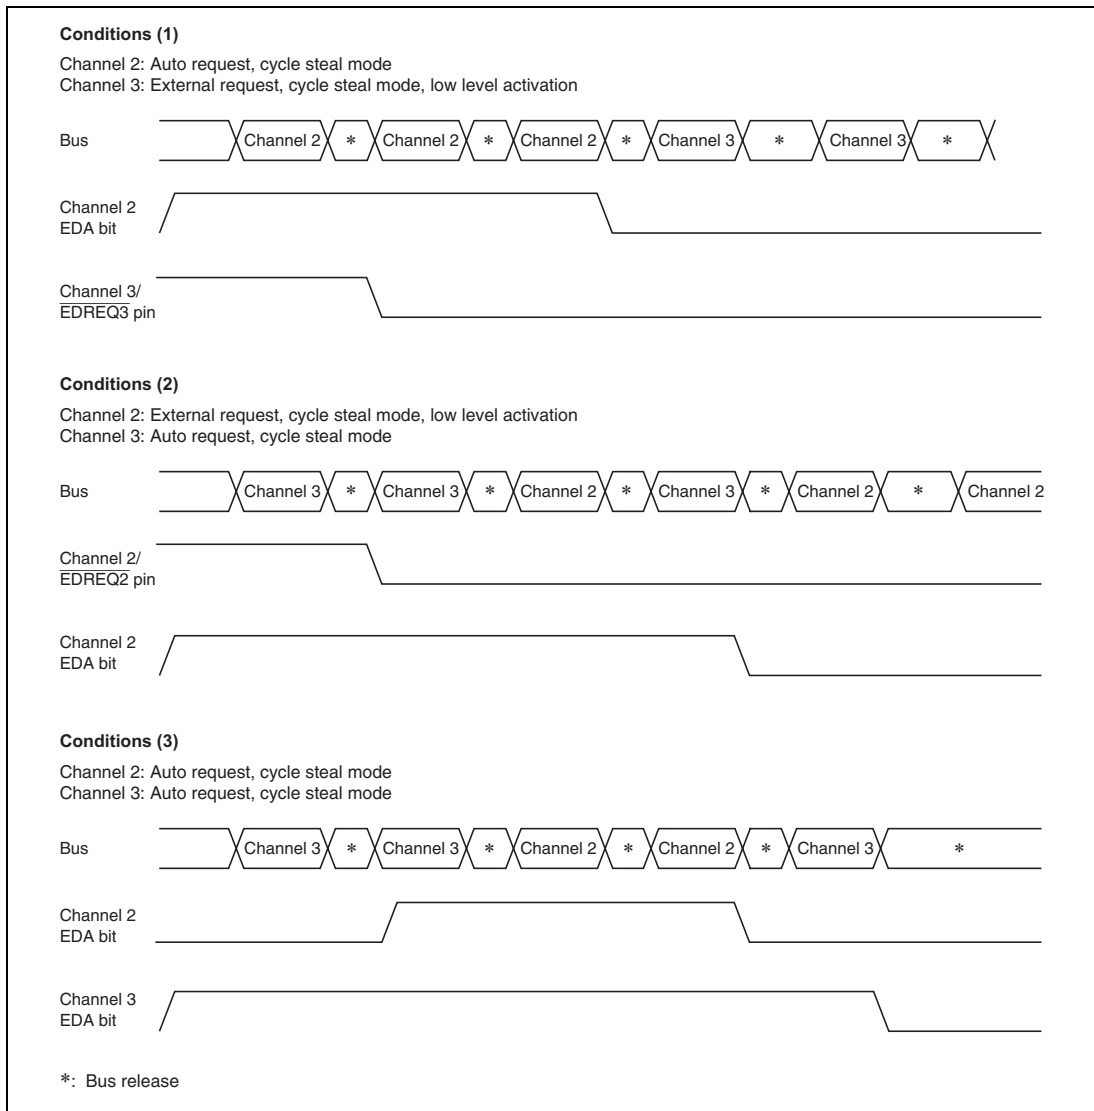 Conditions (1)
Channel 2: Auto request, cycle steal mode
Channel 3: External request, cycle steal mode, low level activation
Bus Channel 2 * Channel 2 * Channel 2 * Channel 3 * Channel 3 *
Channel 2
EDA bit
Channel 3/
EDREQ3 pin
Conditions (2)
Channel 2: External request, cycle steal mode, low level activation
Channel 3: Auto request, cycle steal mode
Bus Channel 3 * Channel 3 * Channel 2 * Channel 3 * Channel 2 * Channel 2
Channel 2/
EDREQ2 pin
Channel 2
EDA bit
Conditions (3)
Channel 2: Auto request, cycle steal mode
Channel 3: Auto request, cycle steal mode
Bus Channel 3 * Channel 3 * Channel 2 * Channel 2 * Channel 3 *
Channel 2
EDA bit
Channel 3
EDA bit
*: Bus release